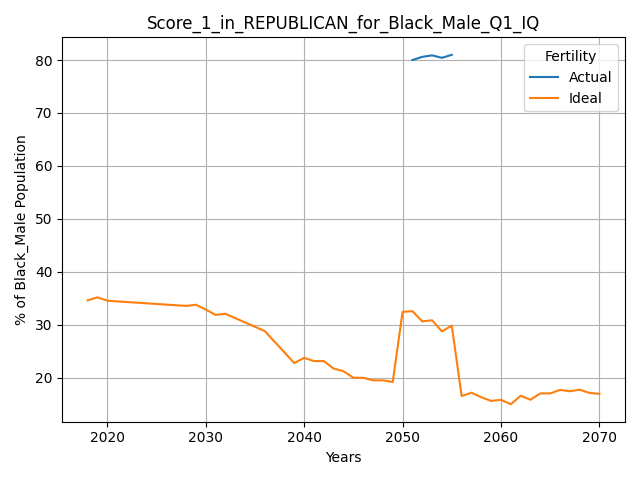 Score_1_in_REPUBLICAN_for_Black_Male_Q1_IQ
Fertility
Actual
Ideal
% of Black_Male Population
80
70
60
50
40
30
20
2020 2030 2040 2050 2060 2070
Years